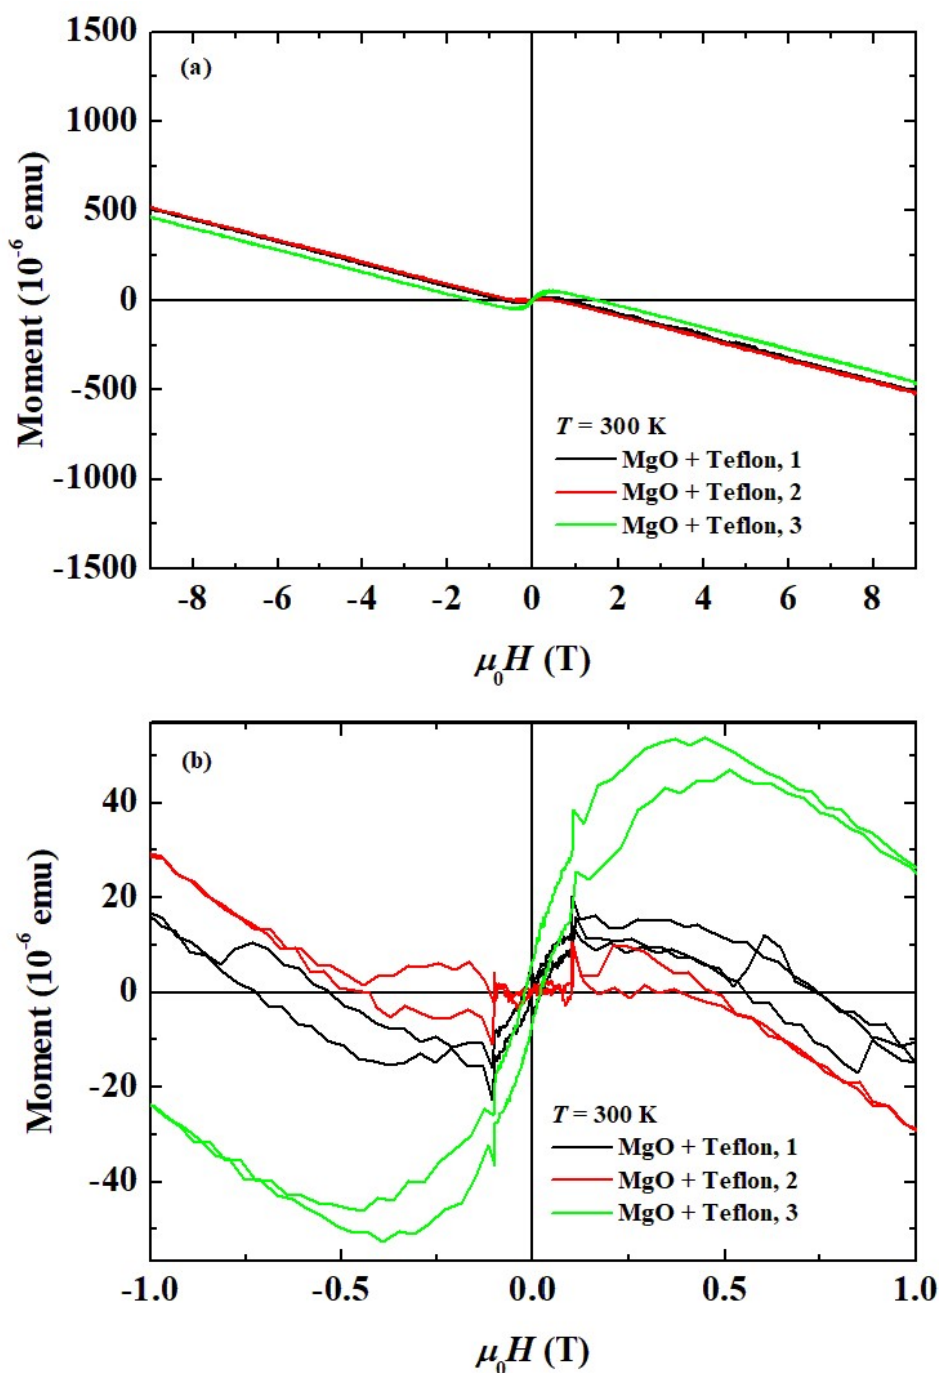 1500
(a)
1000
500
0
-500
-1000
-1500
Moment (10⁻⁶ emu)
T = 300 K
MgO + Teflon, 1
MgO + Teflon, 2
MgO + Teflon, 3
-8 -6 -4 -2 0 2 4 6 8
μ₀H (T)
(b)
40
20
0
-20
-40
Moment (10⁻⁶ emu)
T = 300 K
MgO + Teflon, 1
MgO + Teflon, 2
MgO + Teflon, 3
-1.0 -0.5 0.0 0.5 1.0
μ₀H (T)